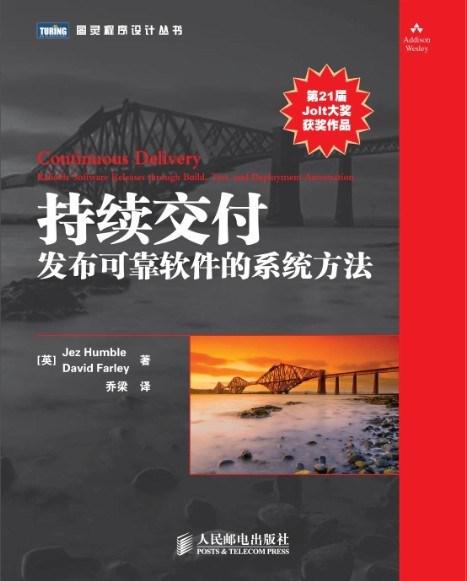 TURING 图灵程序设计丛书
Addison
Wesley
第21届
Jolt大奖
获奖作品
Continuous Delivery
Reliable Software Releases through Build, Test, and Deployment Automation
持续交付
发布可靠软件的系统方法
[英] Jez Humble
David Farley 著
乔梁 译
人民邮电出版社
POSTS & TELECOM PRESS